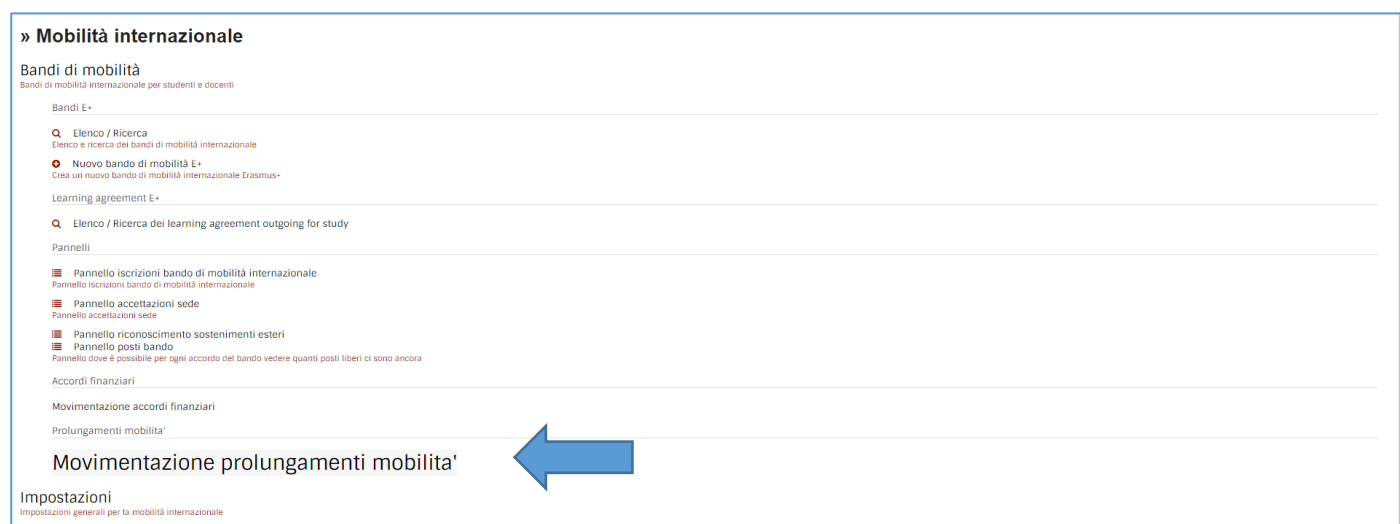 » Mobilità internazionale
Bandi di mobilità
Bandi di mobilità internazionale per studenti e docenti
Bandi E+
Elenco / Ricerca
Elenco e ricerca dei bandi di mobilità internazionale
Nuovo bando di mobilità E+
Crea un nuovo bando di mobilità internazionale Erasmus+
Learning agreement E+
Elenco / Ricerca dei learning agreement outgoing for study
Pannelli
Pannello iscrizioni bando di mobilità internazionale
Pannello iscrizioni bando di mobilità internazionale
Pannello accettazioni sede
Pannello accettazioni sede
Pannello riconoscimento sostenimenti esteri
Pannello posti bando
Pannello dove è possibile per ogni accordo del bando vedere quanti posti liberi ci sono ancora
Accordi finanziari
Movimentazione accordi finanziari
Prolungamenti mobilita'
Movimentazione prolungamenti mobilita'
Impostazioni
Impostazioni generali per la mobilità internazionale